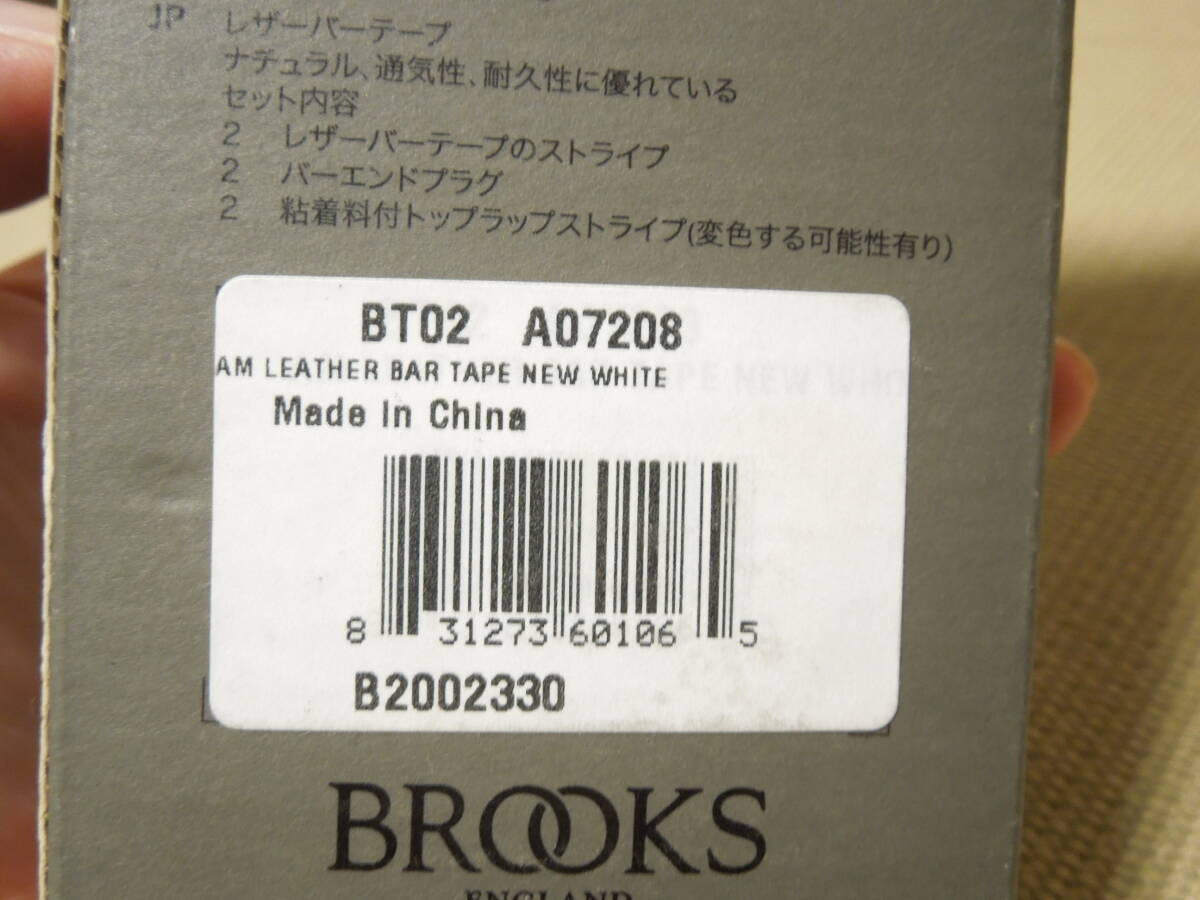 JP レザーバーテープ
ナチュラル、通気性、耐久性に優れている
セット内容
2 レザーバーテープのストライプ
2 バーエンドプラグ
2 粘着料付トップラップストライプ(変色する可能性有り)
BT02 A07208
AM LEATHER BAR TAPE NEW WHITE
Made in China
8 31273 60106 5
B2002330
BROOKS
ENGLAND